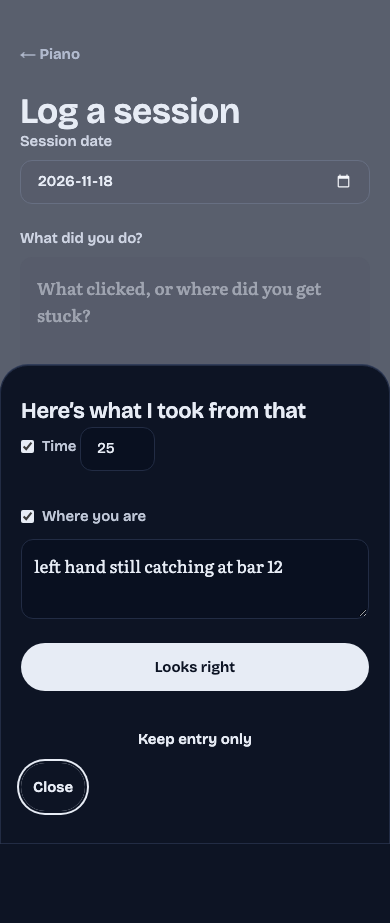 ← Piano
Log a session
Session date
2026-11-18
What did you do?
What clicked, or where did you get
stuck?
Here's what I took from that
Time 25
Where you are
left hand still catching at bar 12
Looks right
Keep entry only
Close